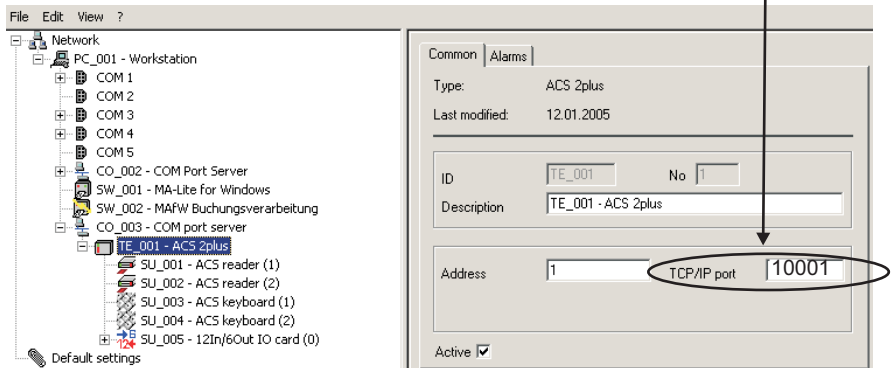 File Edit View ?
Network
PC_001 - Workstation
COM 1
COM 2
COM 3
COM 4
COM 5
CO_002 - COM Port Server
SW_001 - MA-Lite for Windows
SW_002 - MAfW Buchungsverarbeitung
CO_003 - COM port server
TE_001 - ACS 2plus
SU_001 - ACS reader (1)
SU_002 - ACS reader (2)
SU_003 - ACS keyboard (1)
SU_004 - ACS keyboard (2)
SU_005 - 12In/6Out IO card (0)
Default settings
Common Alarms
Type: ACS 2plus
Last modified: 12.01.2005
ID TE_001 No 1
Description TE_001 - ACS 2plus
Address 1 TCP/IP port 10001
Active